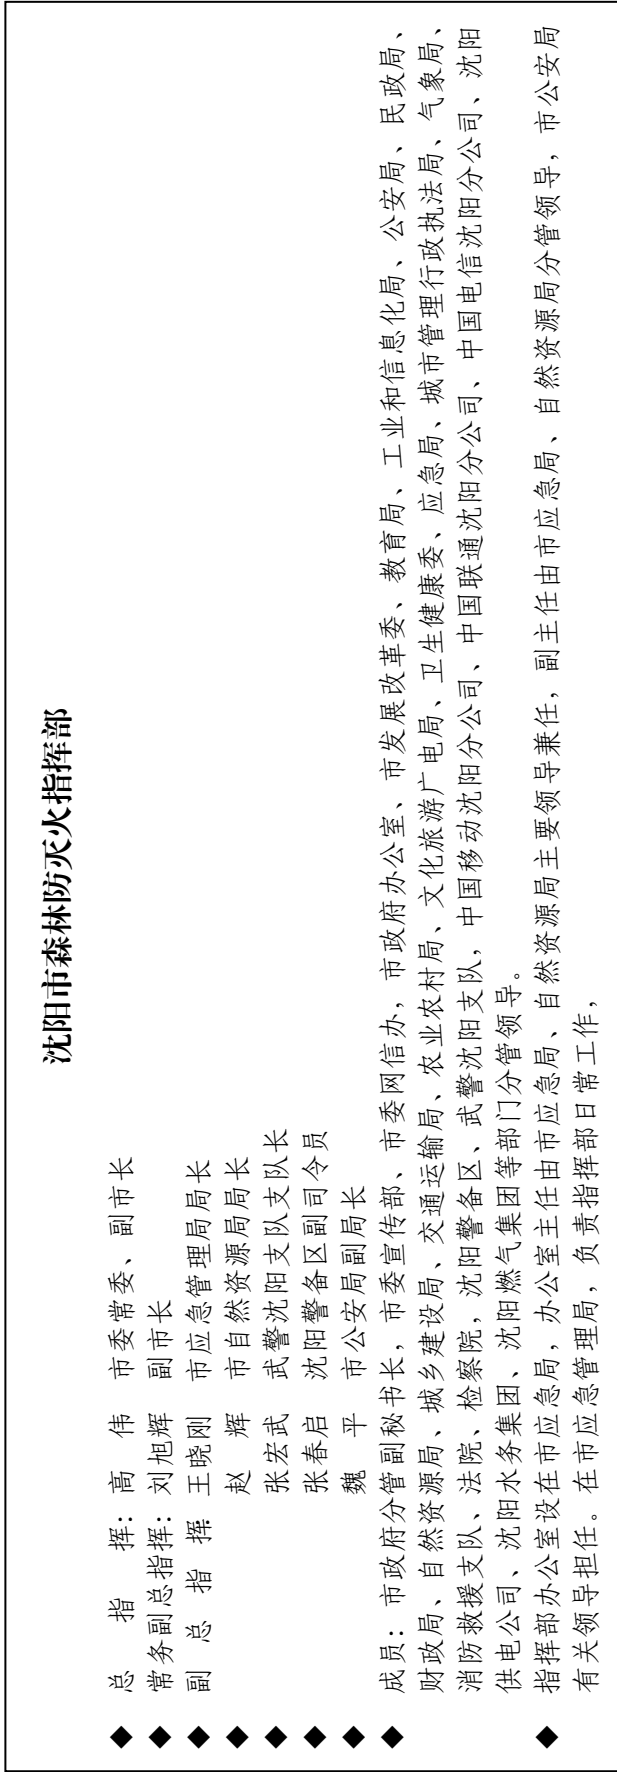 沈阳市森林防灭火指挥部
◆ 总 指 挥：高 伟 市委常委、副市长
◆ 常务副总指挥：刘旭辉 副市长
◆ 副 总 指 挥 王晓刚 市应急管理局局长
◆ 赵 辉 市自然资源局局长
◆ 张宏武 武警沈阳支队支队长
◆ 张春启 沈阳警备区副司令员
◆ 魏 平 市公安局副局长
◆ 成员：市政府分管副秘书长，市委宣传部、市委网信办，市政府办公室、市发展改革委、教育局、工业和信息化局、公安局、民政局、
财政局、自然资源局、城乡建设局、交通运输局、农业农村局、文化旅游广电局、卫生健康委、应急局、城市管理行政执法局、气象局、
消防救援支队、法院、检察院，沈阳警备区、武警沈阳支队，中国移动沈阳分公司、中国联通沈阳分公司、中国电信沈阳分公司、沈阳
供电公司、沈阳水务集团、沈阳燃气集团等部门分管领导。
◆ 指挥部办公室设在市应急局，办公室主任由市应急局、自然资源局主要领导兼任，副主任由市应急局、自然资源局分管领导，市公安局
有关领导担任。在市应急管理局，负责指挥部日常工作，